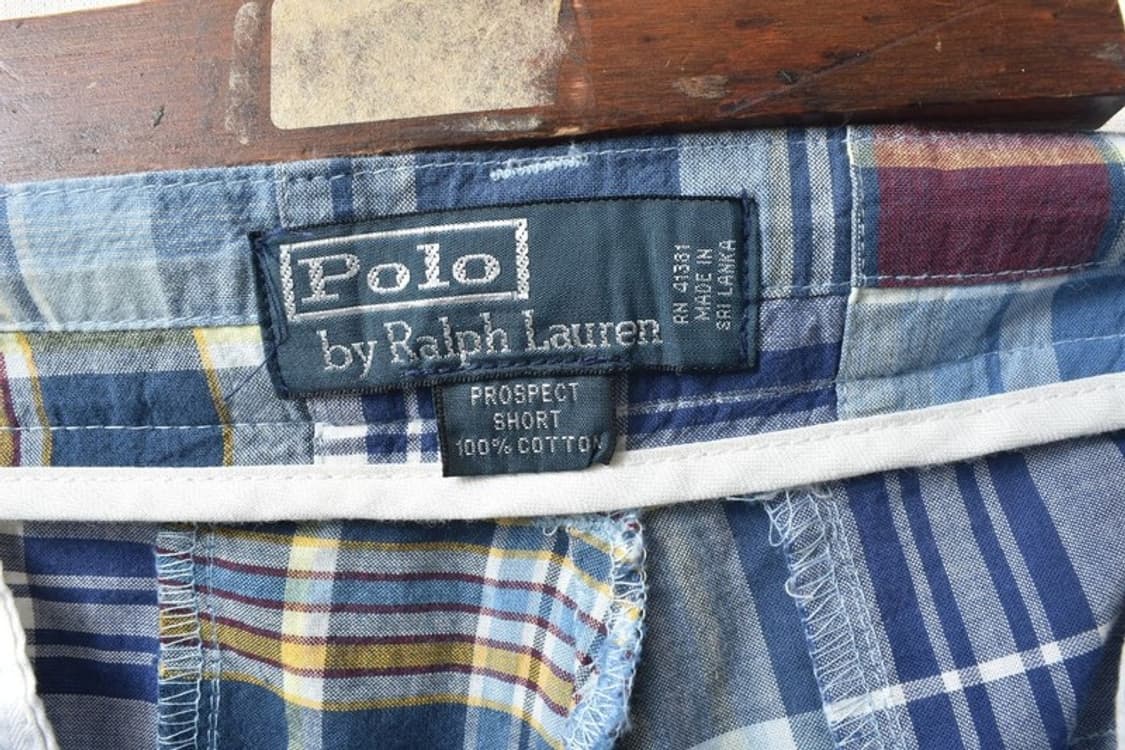 Polo
by Ralph Lauren
RN 41381
MADE IN
SRI LANKA
PROSPECT
SHORT
100% COTTON